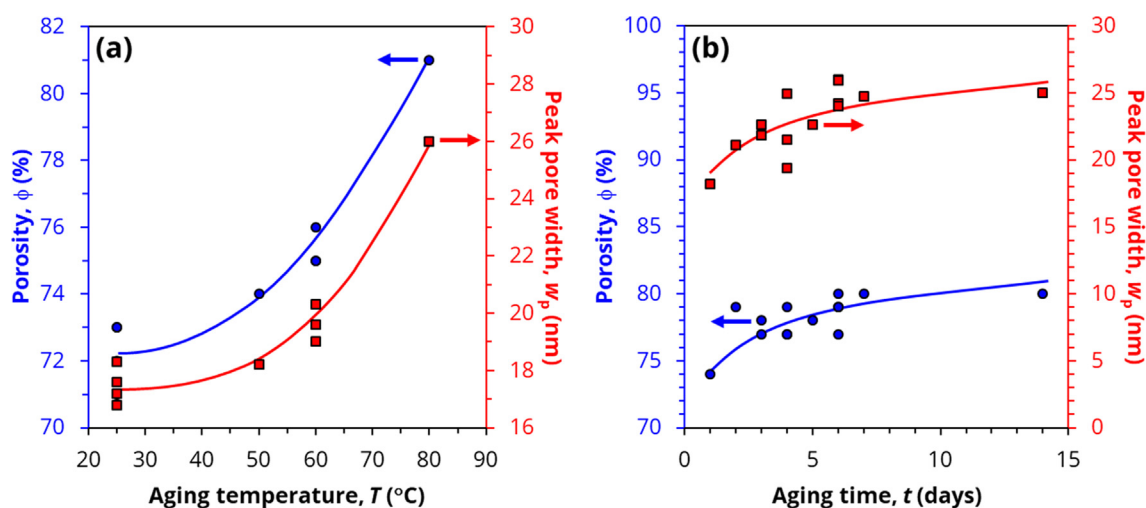 (a)
82
80
78
76
74
72
70
Porosity, ϕ (%)
28
26
24
22
20
18
16
Peak pore width, wp (nm)
20 30 40 50 60 70 80 90
Aging temperature, T (°C)
(b)
100
95
90
85
80
75
70
Porosity, ϕ (%)
30
25
20
15
10
5
0
Peak pore width, wp (nm)
0 5 10 15
Aging time, t (days)